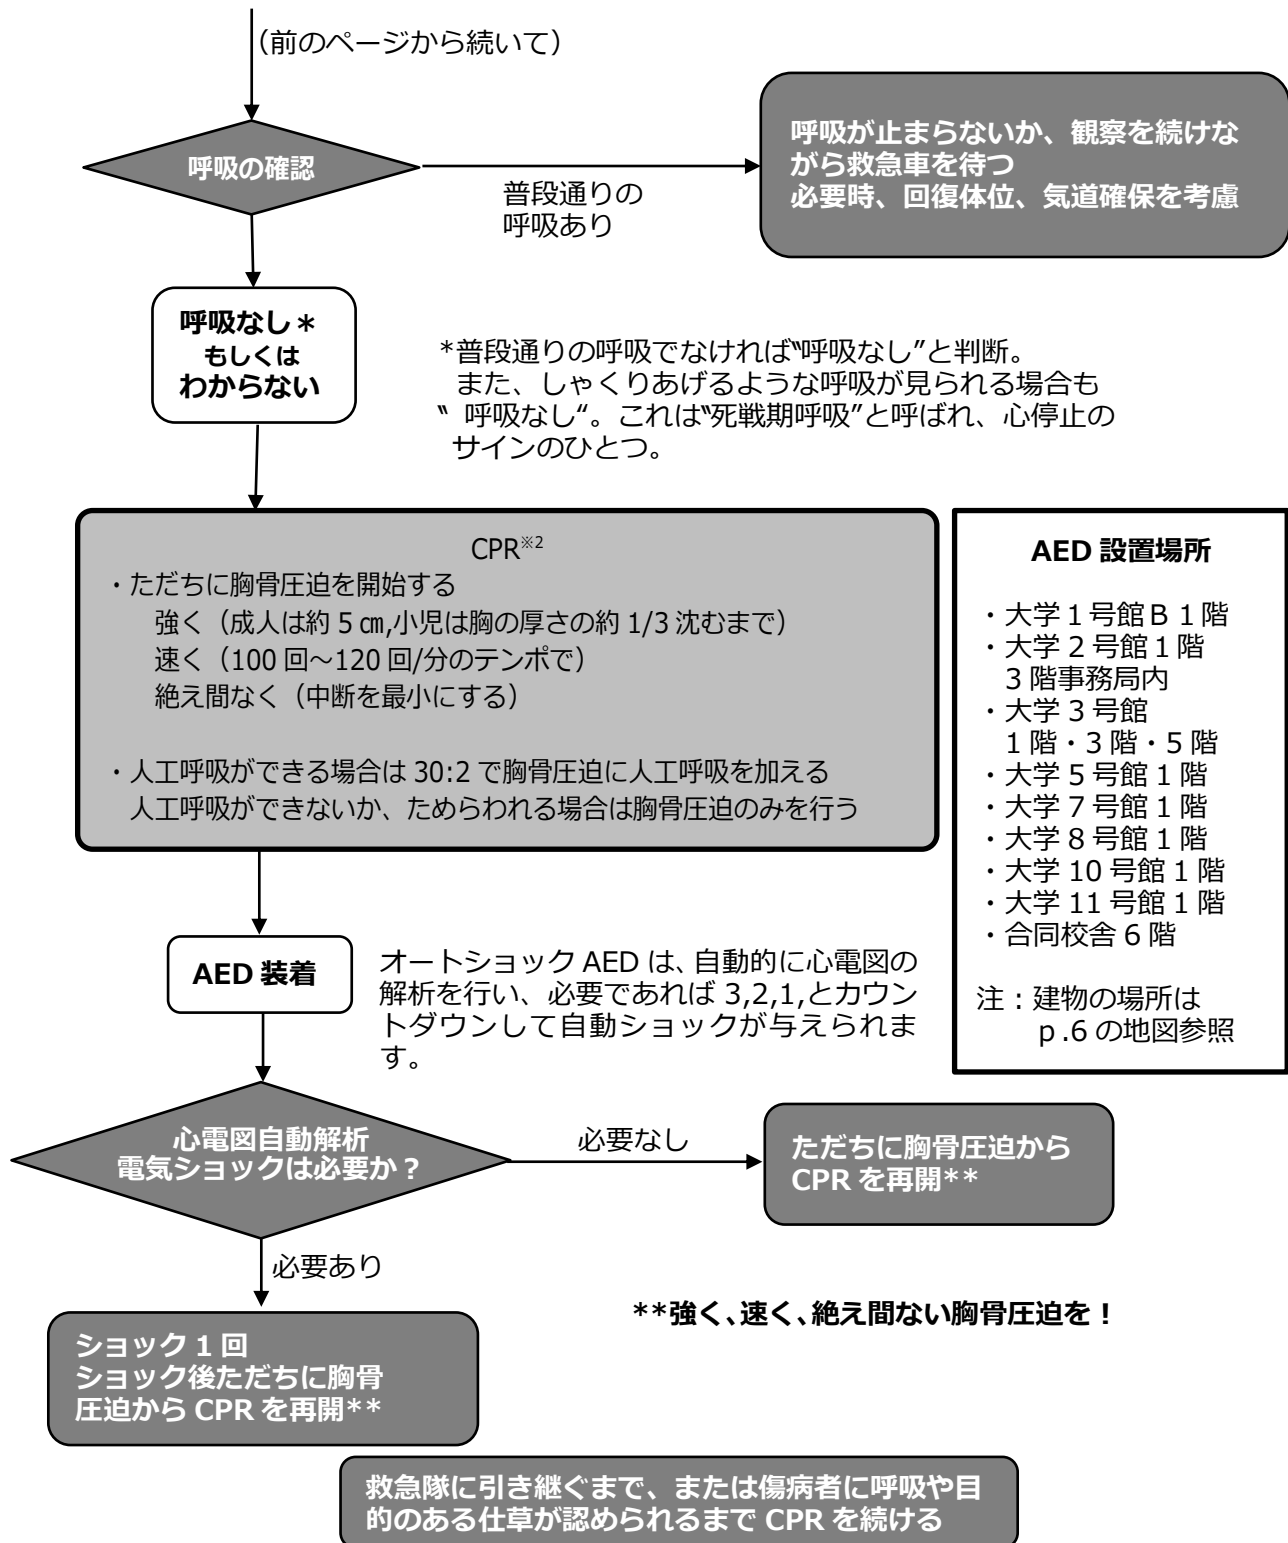 (前のページから続いて)
呼吸の確認
普段通りの
呼吸あり
呼吸が止まらないか、観察を続けな
がら救急車を待つ
必要時、回復体位、気道確保を考慮
呼吸なし＊
もしくは
わからない
*普段通りの呼吸でなければ〝呼吸なし″と判断。
また、しゃくりあげるような呼吸が見られる場合も
〝 呼吸なし“。これは〝死戦期呼吸″と呼ばれ、心停止の
サインのひとつ。
CPR※2
・ただちに胸骨圧迫を開始する
強く（成人は約 5 ㎝,小児は胸の厚さの約 1/3 沈むまで）
速く（100 回～120 回/分のテンポで）
絶え間なく（中断を最小にする）
・人工呼吸ができる場合は 30:2 で胸骨圧迫に人工呼吸を加える
人工呼吸ができないか、ためらわれる場合は胸骨圧迫のみを行う
AED 設置場所
・大学 1 号館 B 1 階
・大学 2 号館 1 階
3 階事務局内
・大学 3 号館
1 階・3 階・5 階
・大学 5 号館 1 階
・大学 7 号館 1 階
・大学 8 号館 1 階
・大学 10 号館 1 階
・大学 11 号館 1 階
・合同校舎 6 階
注：建物の場所は
ｐ.6 の地図参照
AED 装着
オートショック AED は、自動的に心電図の
解析を行い、必要であれば 3,2,1,とカウン
トダウンして自動ショックが与えられま
す。
心電図自動解析
電気ショックは必要か？
必要なし
ただちに胸骨圧迫から
CPR を再開**
必要あり
**強く、速く、絶え間ない胸骨圧迫を！
ショック 1 回
ショック後ただちに胸骨
圧迫から CPR を再開**
救急隊に引き継ぐまで、または傷病者に呼吸や目
的のある仕草が認められるまで CPR を続ける